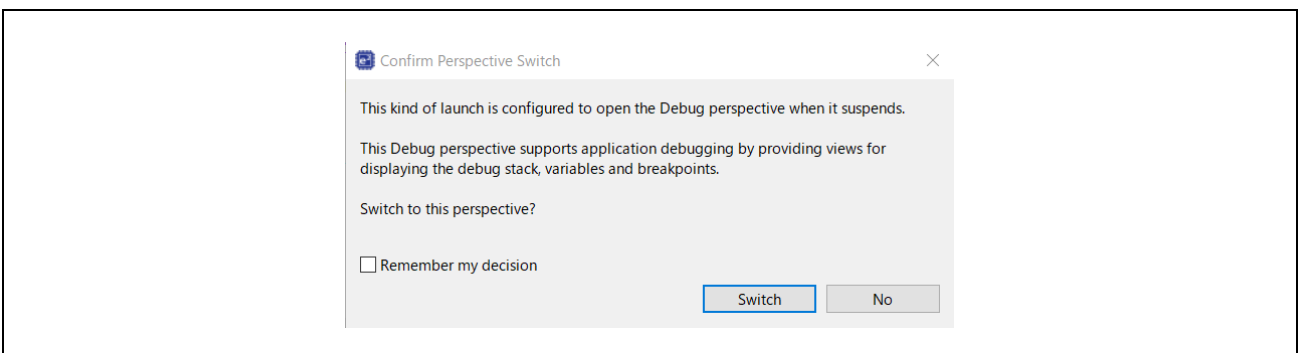 Confirm Perspective Switch
This kind of launch is configured to open the Debug perspective when it suspends.
This Debug perspective supports application debugging by providing views for
displaying the debug stack, variables and breakpoints.
Switch to this perspective?
Remember my decision
Switch No